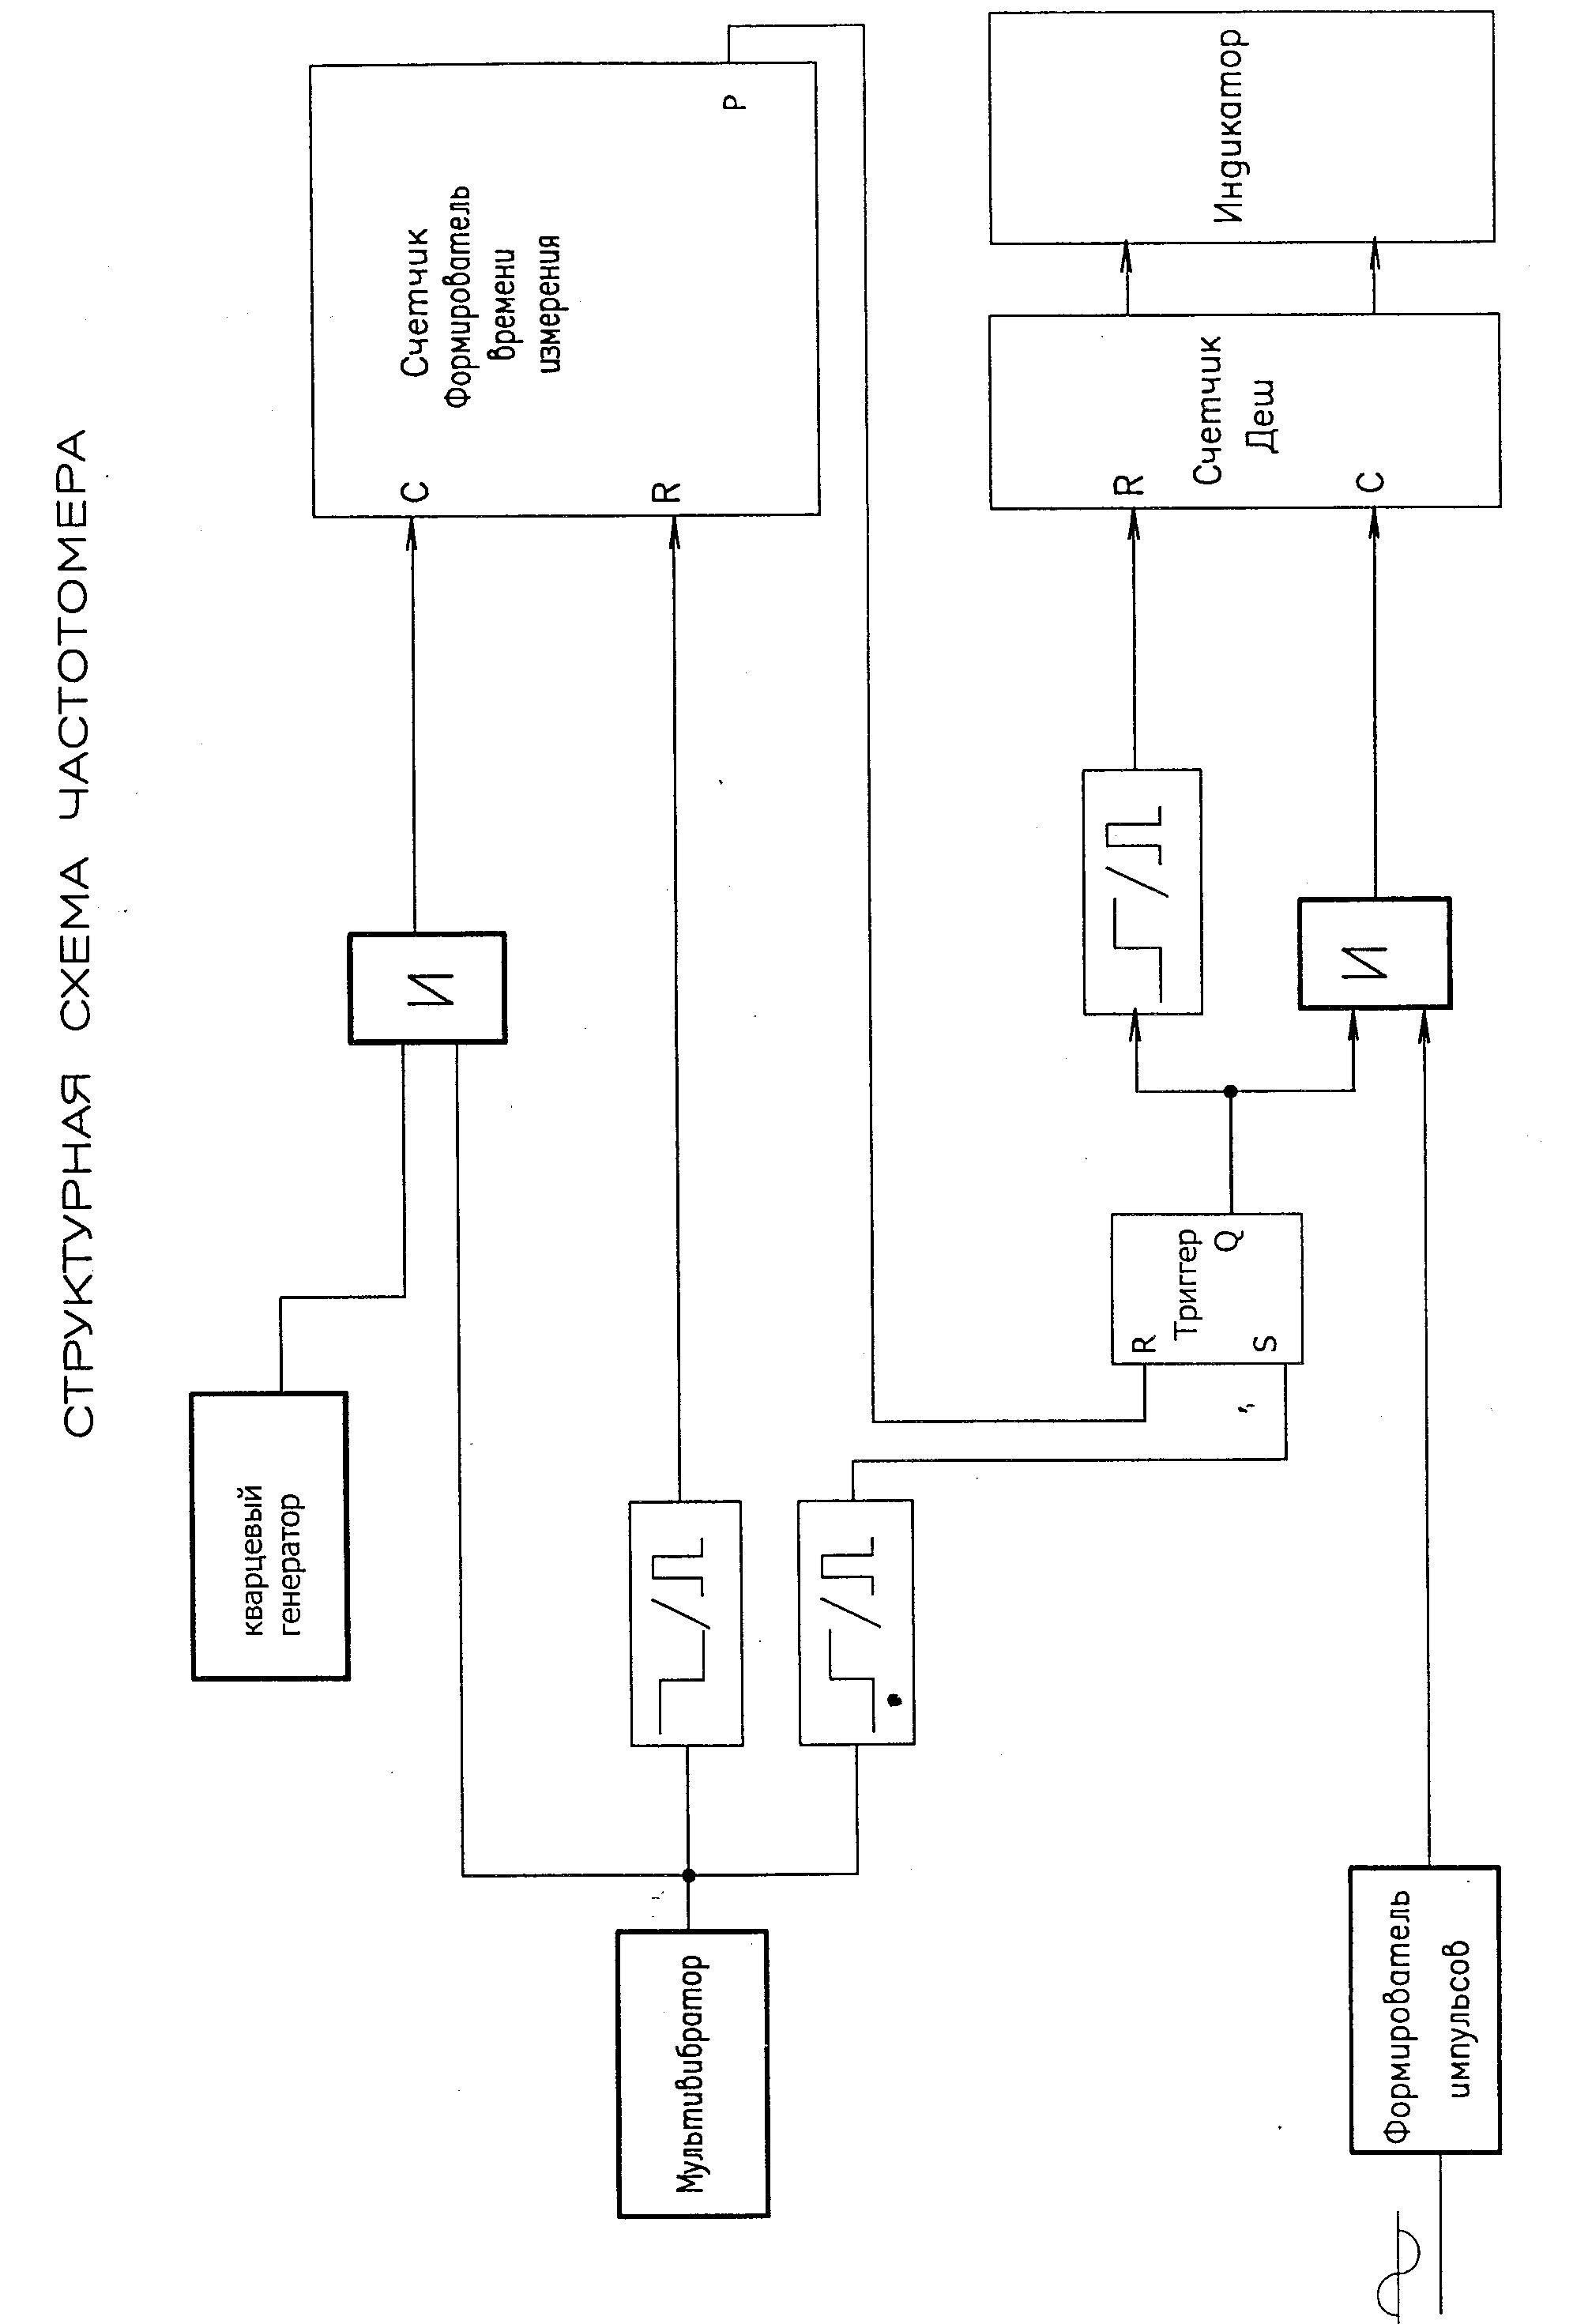 СТРУКТУРНАЯ СХЕМА ЧАСТОТОМЕРА
кварцевый
генератор
И
C
R
Счетчик
Формирователь
времени
измерения
P
Мультивибратор
R
Триггер
S
Q
R
Счетчик
Деш
C
Индикатор
И
Формирователь
импульсов